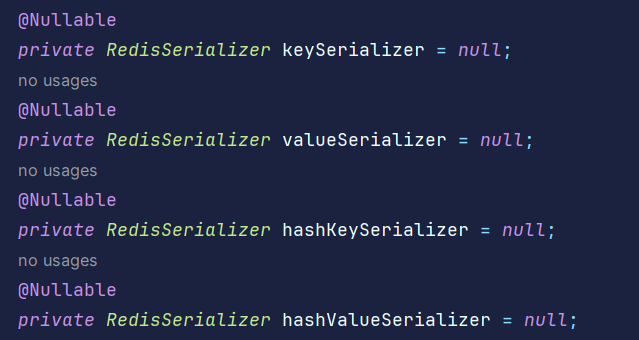 @Nullable
private RedisSerializer keySerializer = null;
no usages
@Nullable
private RedisSerializer valueSerializer = null;
no usages
@Nullable
private RedisSerializer hashKeySerializer = null;
no usages
@Nullable
private RedisSerializer hashValueSerializer = null;